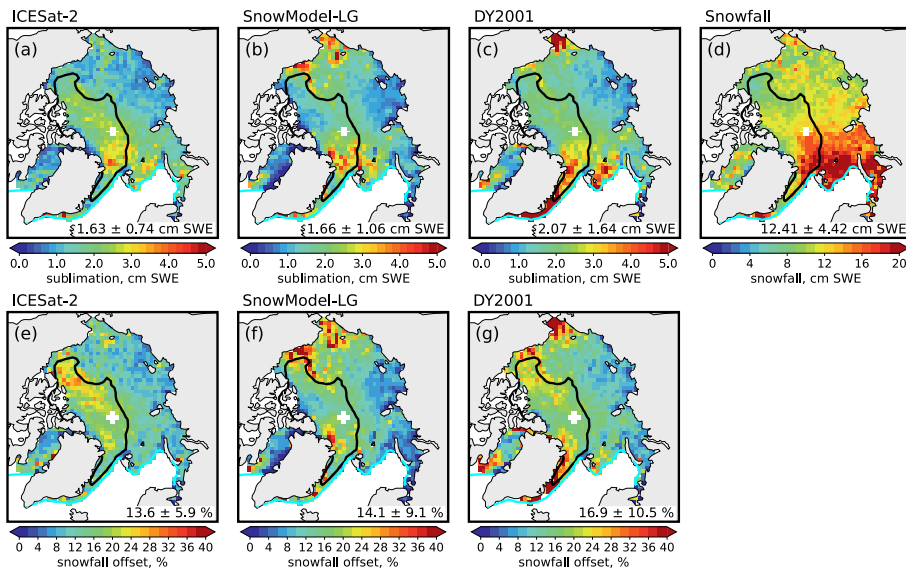 ICESat-2 SnowModel-LG DY2001 Snowfall
(a) (b) (c) (d)
1.63 ± 0.74 cm SWE 1.66 ± 1.06 cm SWE 2.07 ± 1.64 cm SWE 12.41 ± 4.42 cm SWE
0.0 1.0 2.0 3.0 4.0 5.0 0.0 1.0 2.0 3.0 4.0 5.0 0.0 1.0 2.0 3.0 4.0 5.0 0 4 8 12 16 20
sublimation, cm SWE sublimation, cm SWE sublimation, cm SWE snowfall, cm SWE
ICESat-2 SnowModel-LG DY2001
(e) (f) (g)
13.6 ± 5.9 % 14.1 ± 9.1 % 16.9 ± 10.5 %
0 4 8 12 16 20 24 28 32 36 40 0 4 8 12 16 20 24 28 32 36 40 0 4 8 12 16 20 24 28 32 36 40
snowfall offset, % snowfall offset, % snowfall offset, %